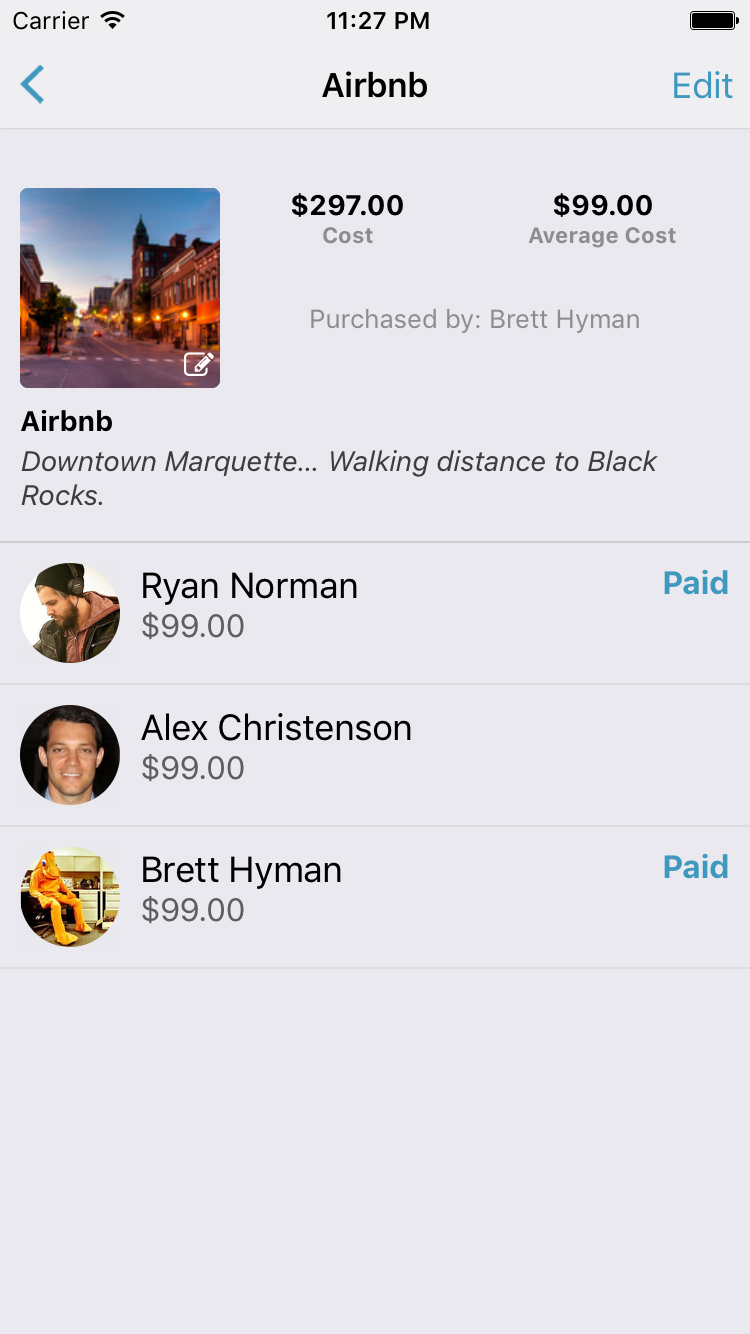 Carrier 11:27 PM
Airbnb Edit
$297.00 $99.00
Cost Average Cost
Purchased by: Brett Hyman
Airbnb
Downtown Marquette... Walking distance to Black
Rocks.
Ryan Norman Paid
$99.00
Alex Christenson
$99.00
Brett Hyman Paid
$99.00